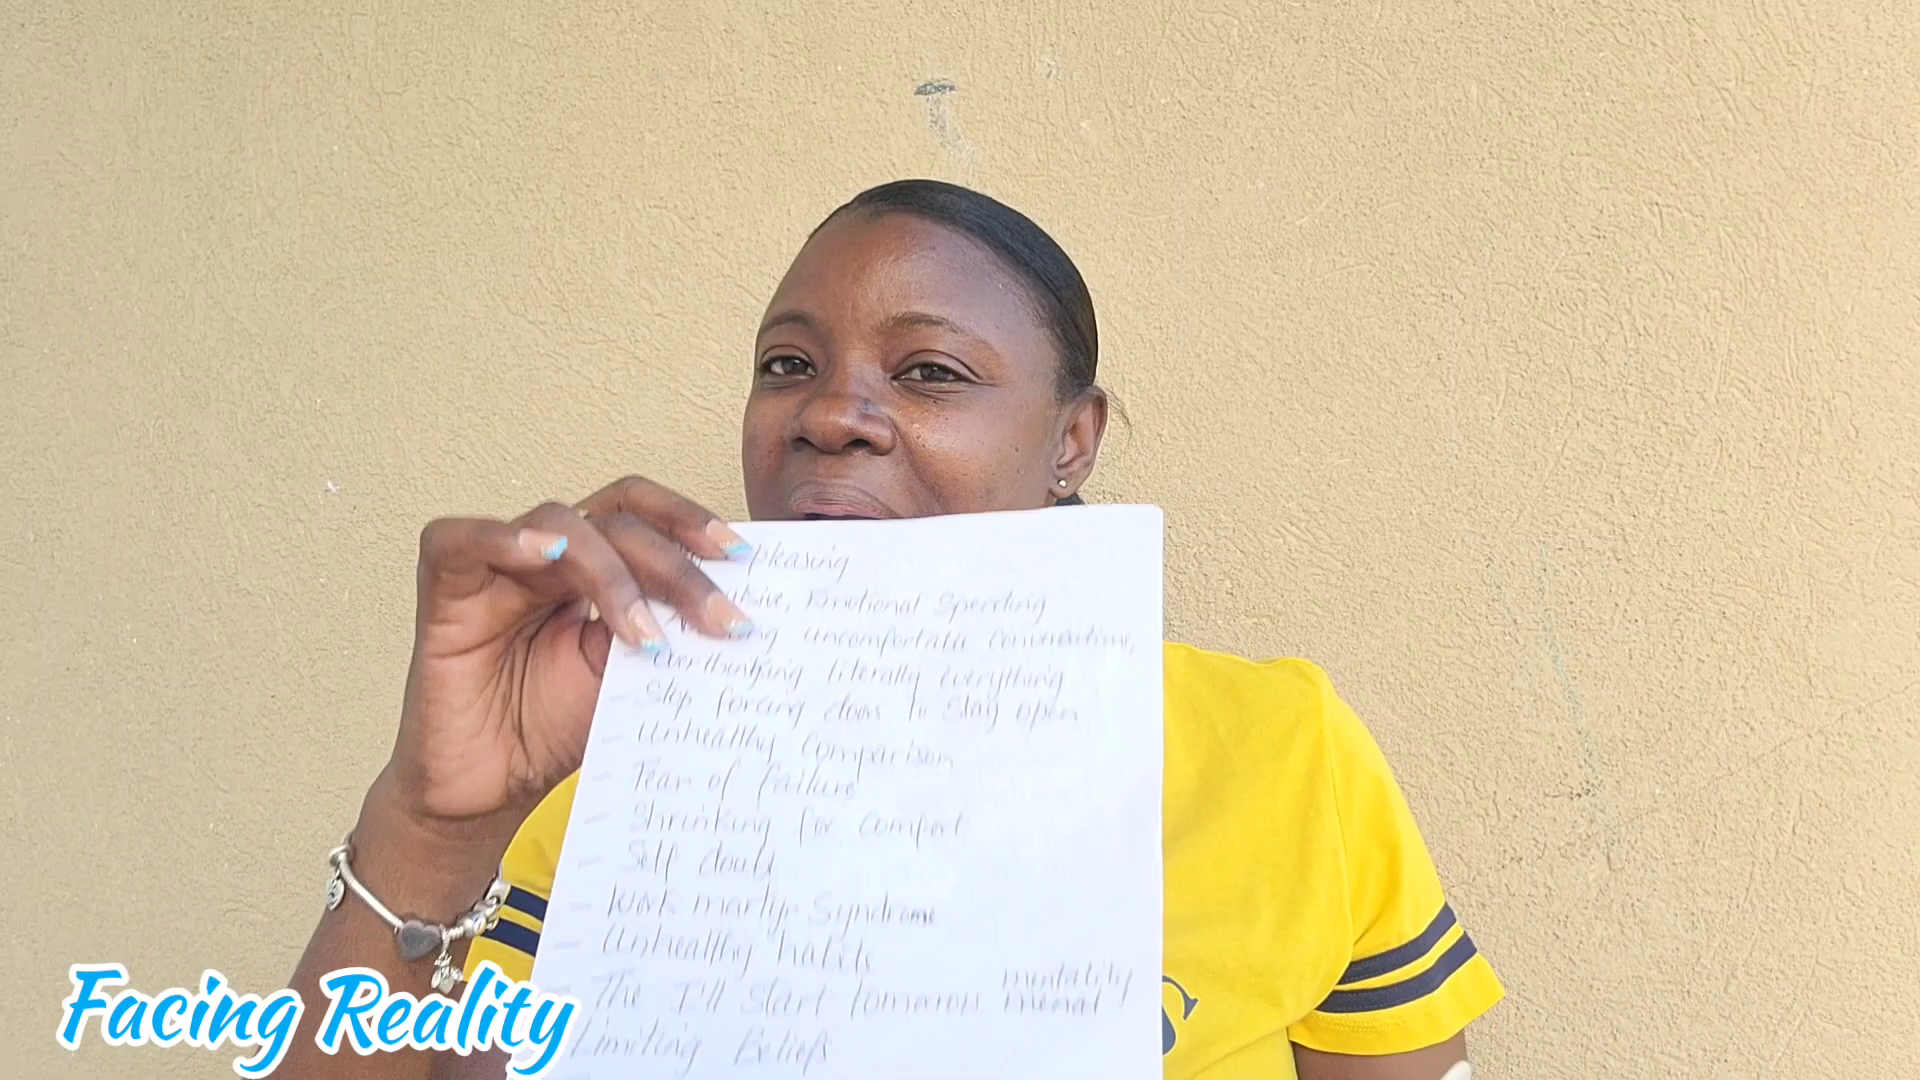 pleasing
Emotional Spending
uncomfortable conversations,
Overthinking literally everything
- Stop forcing doors to stay open
- Unhealthy comparison
- Fear of failure
- Shrinking for comfort
- Self doubt
- Work martyr Syndrome
- Unhealthy habits
mentality
- The I'll start tomorrow
Limiting Beliefs
Facing Reality